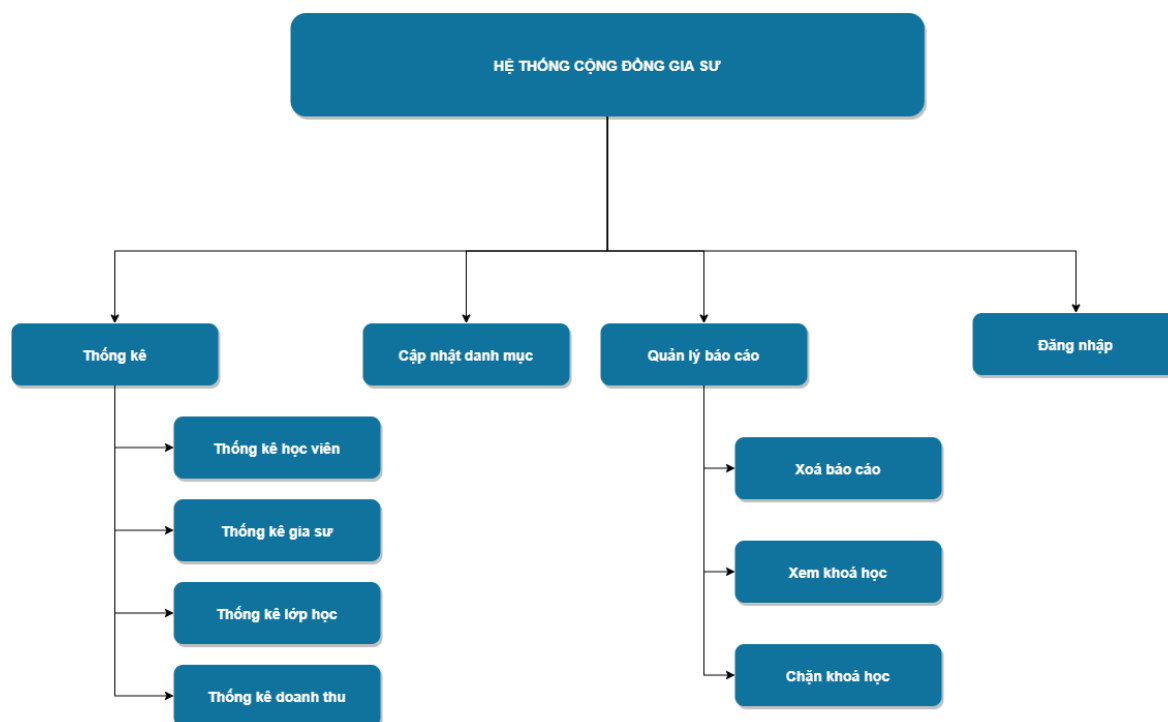 HỆ THỐNG CỘNG ĐỒNG GIA SƯ
Thống kê
Cập nhật danh mục
Quản lý báo cáo
Đăng nhập
Thống kê học viên
Thống kê gia sư
Thống kê lớp học
Thống kê doanh thu
Xoá báo cáo
Xem khoá học
Chặn khoá học